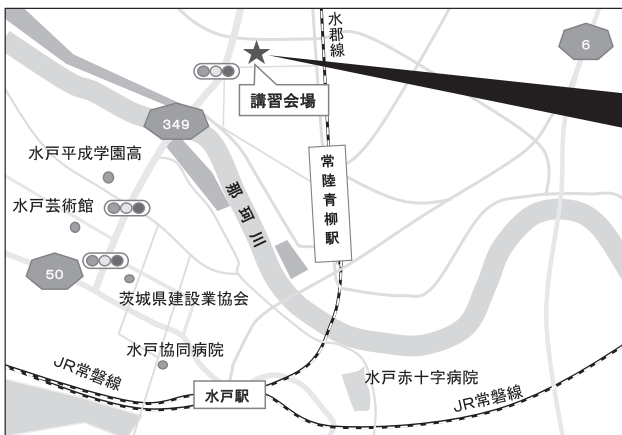 水郡線
6
講習会場
349
水戸平成学園高
常陸青柳駅
那珂川
水戸芸術館
50
茨城県建設業協会
水戸協同病院
JR常磐線
水戸駅
水戸赤十字病院
JR常磐線